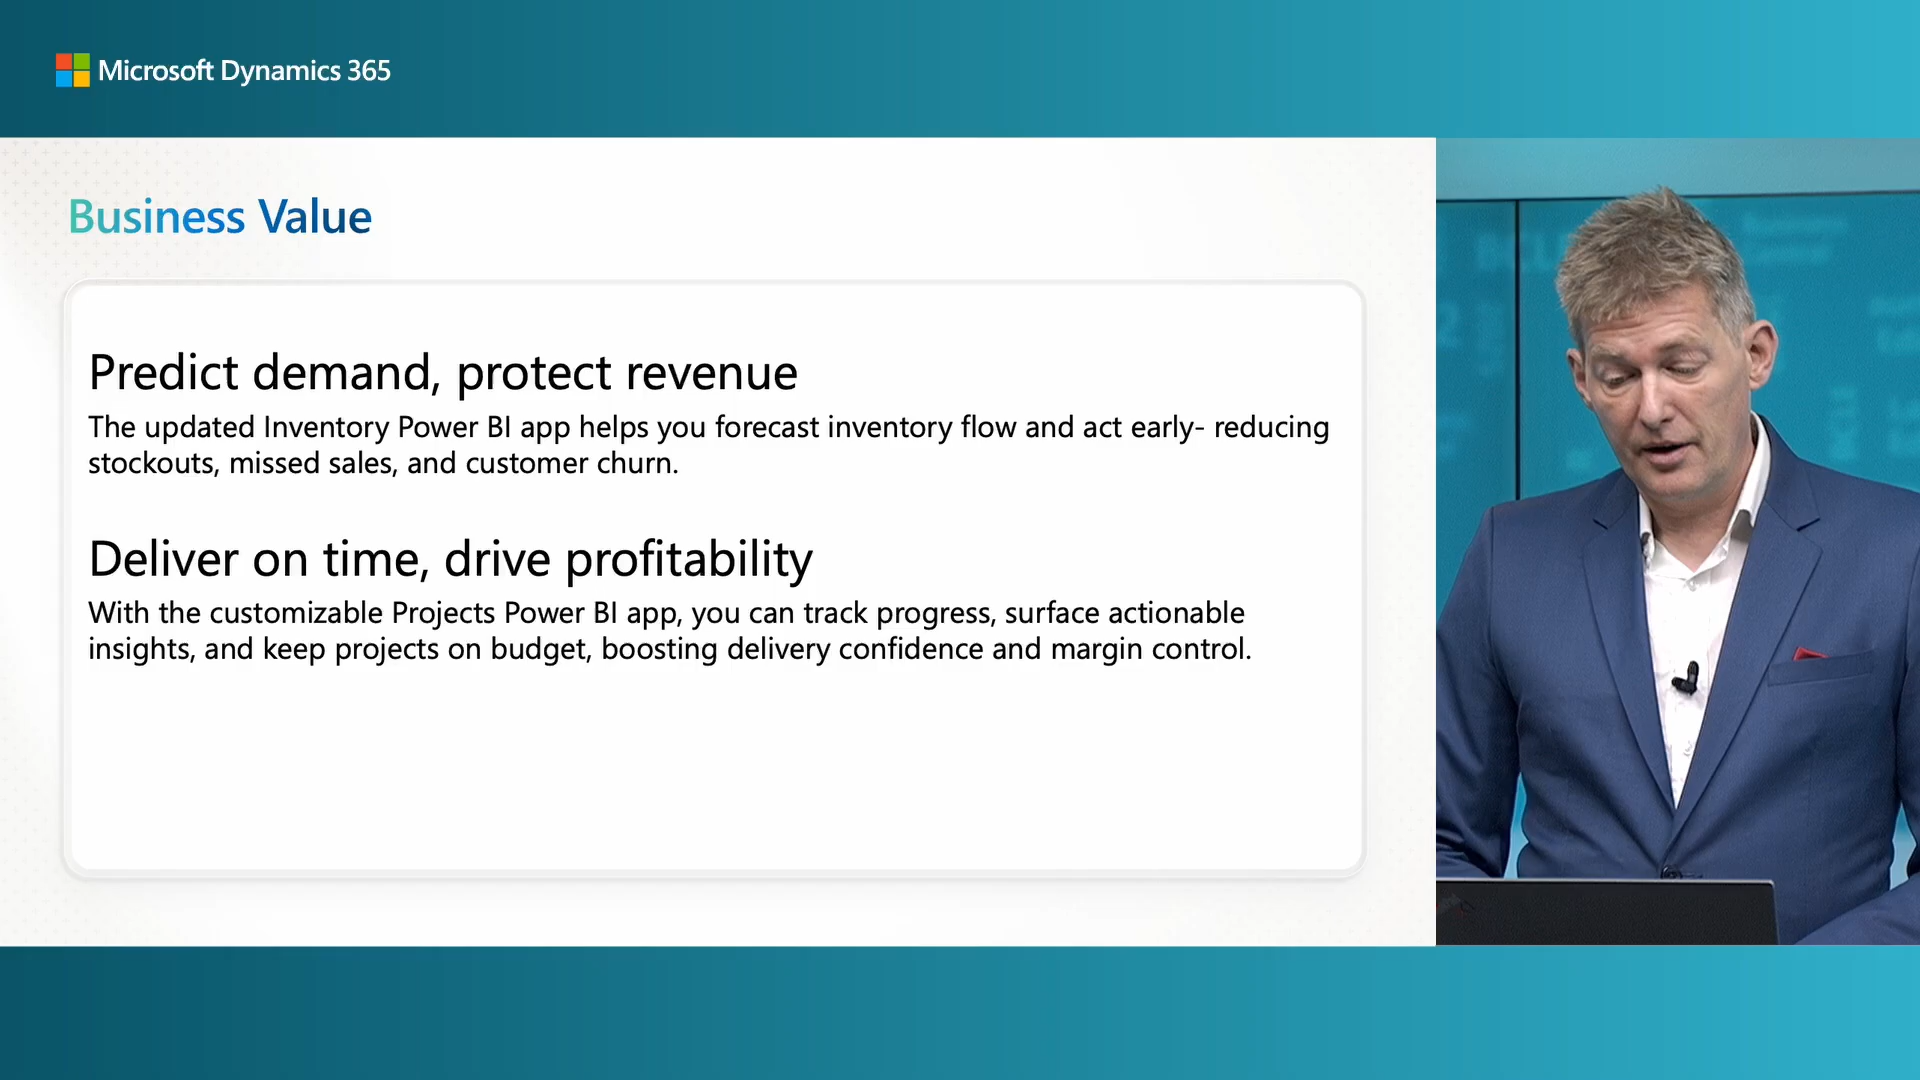 Microsoft Dynamics 365
Business Value
Predict demand, protect revenue
The updated Inventory Power BI app helps you forecast inventory flow and act early- reducing
stockouts, missed sales, and customer churn.
Deliver on time, drive profitability
With the customizable Projects Power BI app, you can track progress, surface actionable
insights, and keep projects on budget, boosting delivery confidence and margin control.